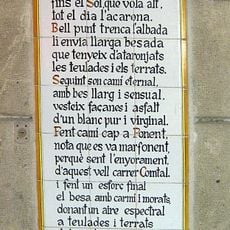 fins el Sol, que vola alt,
tot el dia l'acarona.
Bell punt trenca l'albada
li envia llarga besada
que tenyeix d'ataronjats
les teulades i els terrats.
Seguint son camí eternal,
amb bes llarg i sensual,
vesteix façanes i asfalt
d'un blanc pur i virginal.
Fent camí cap a Ponent,
nota que es va marfonent,
perquè sent l'enyorament,
d'aquest vell carrer Comtal.
i fent un esforç final
el besa amb carmí i morats,
donant un aire espectral
a teulades i terrats